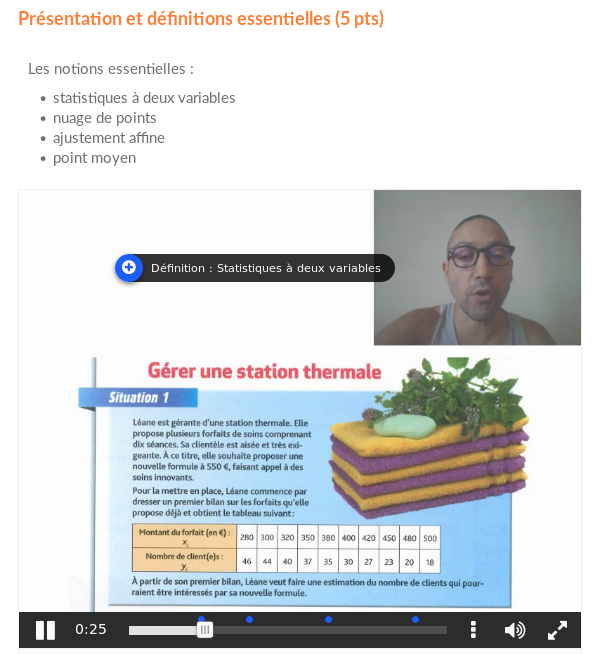 Présentation et définitions essentielles (5 pts)
Les notions essentielles :
• statistiques à deux variables
• nuage de points
• ajustement affine
• point moyen
Définition : Statistiques à deux variables
Gérer une station thermale
Situation 1
Léane est gérante d'une station thermale. Elle
propose plusieurs forfaits de soins comprenant
dix séances. Sa clientèle est aisée et très exi-
geante. À ce titre, elle souhaite proposer une
nouvelle formule à 550 €, faisant appel à des
soins innovants.
Pour la mettre en place, Léane commence par
dresser un premier bilan sur les forfaits qu'elle
propose déjà et obtient le tableau suivant :
Montant du forfait (en €) : xi 280 300 320 350 380 400 420 450 480 500
Nombre de client(e)s : yi 46 44 40 37 35 30 27 23 20 18
À partir de son premier bilan, Léane veut faire une estimation du nombre de clients qui pour-
raient être intéressés par sa nouvelle formule.
0:25